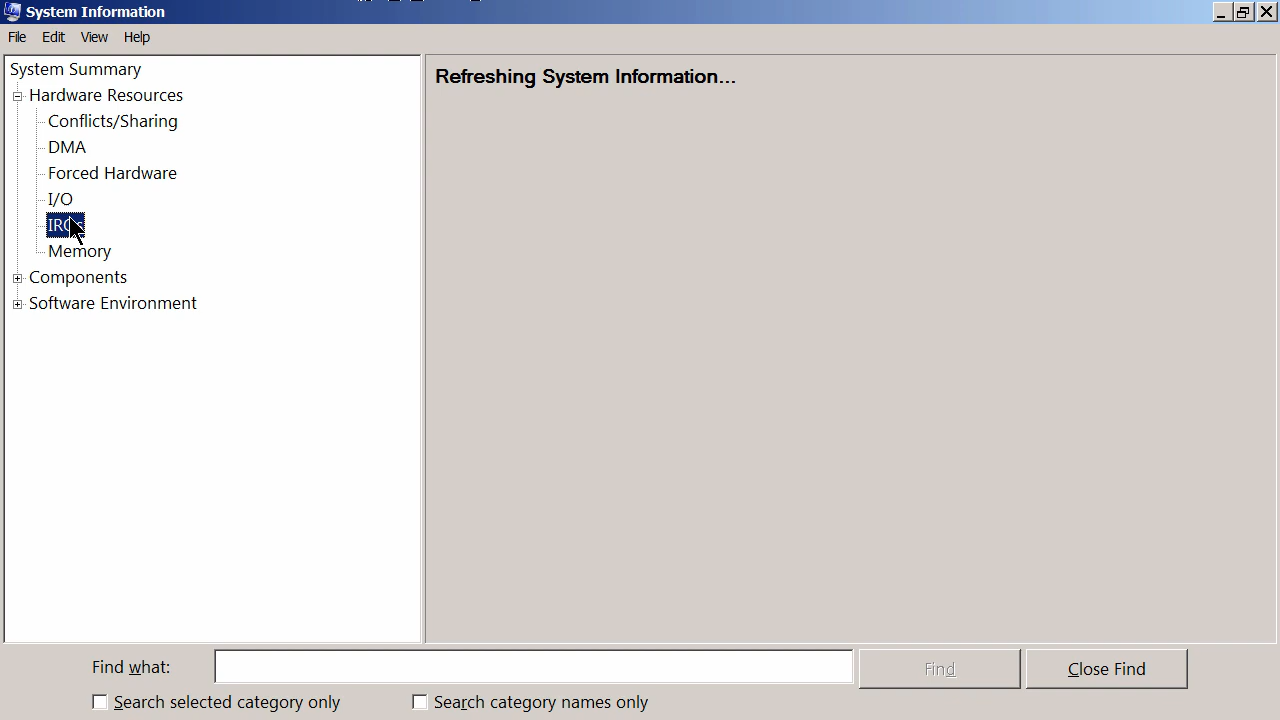 System Information
File Edit View Help
System Summary
Hardware Resources
Conflicts/Sharing
DMA
Forced Hardware
I/O
IRQs
Memory
Components
Software Environment
Refreshing System Information...
Find what:
Find
Close Find
Search selected category only
Search category names only